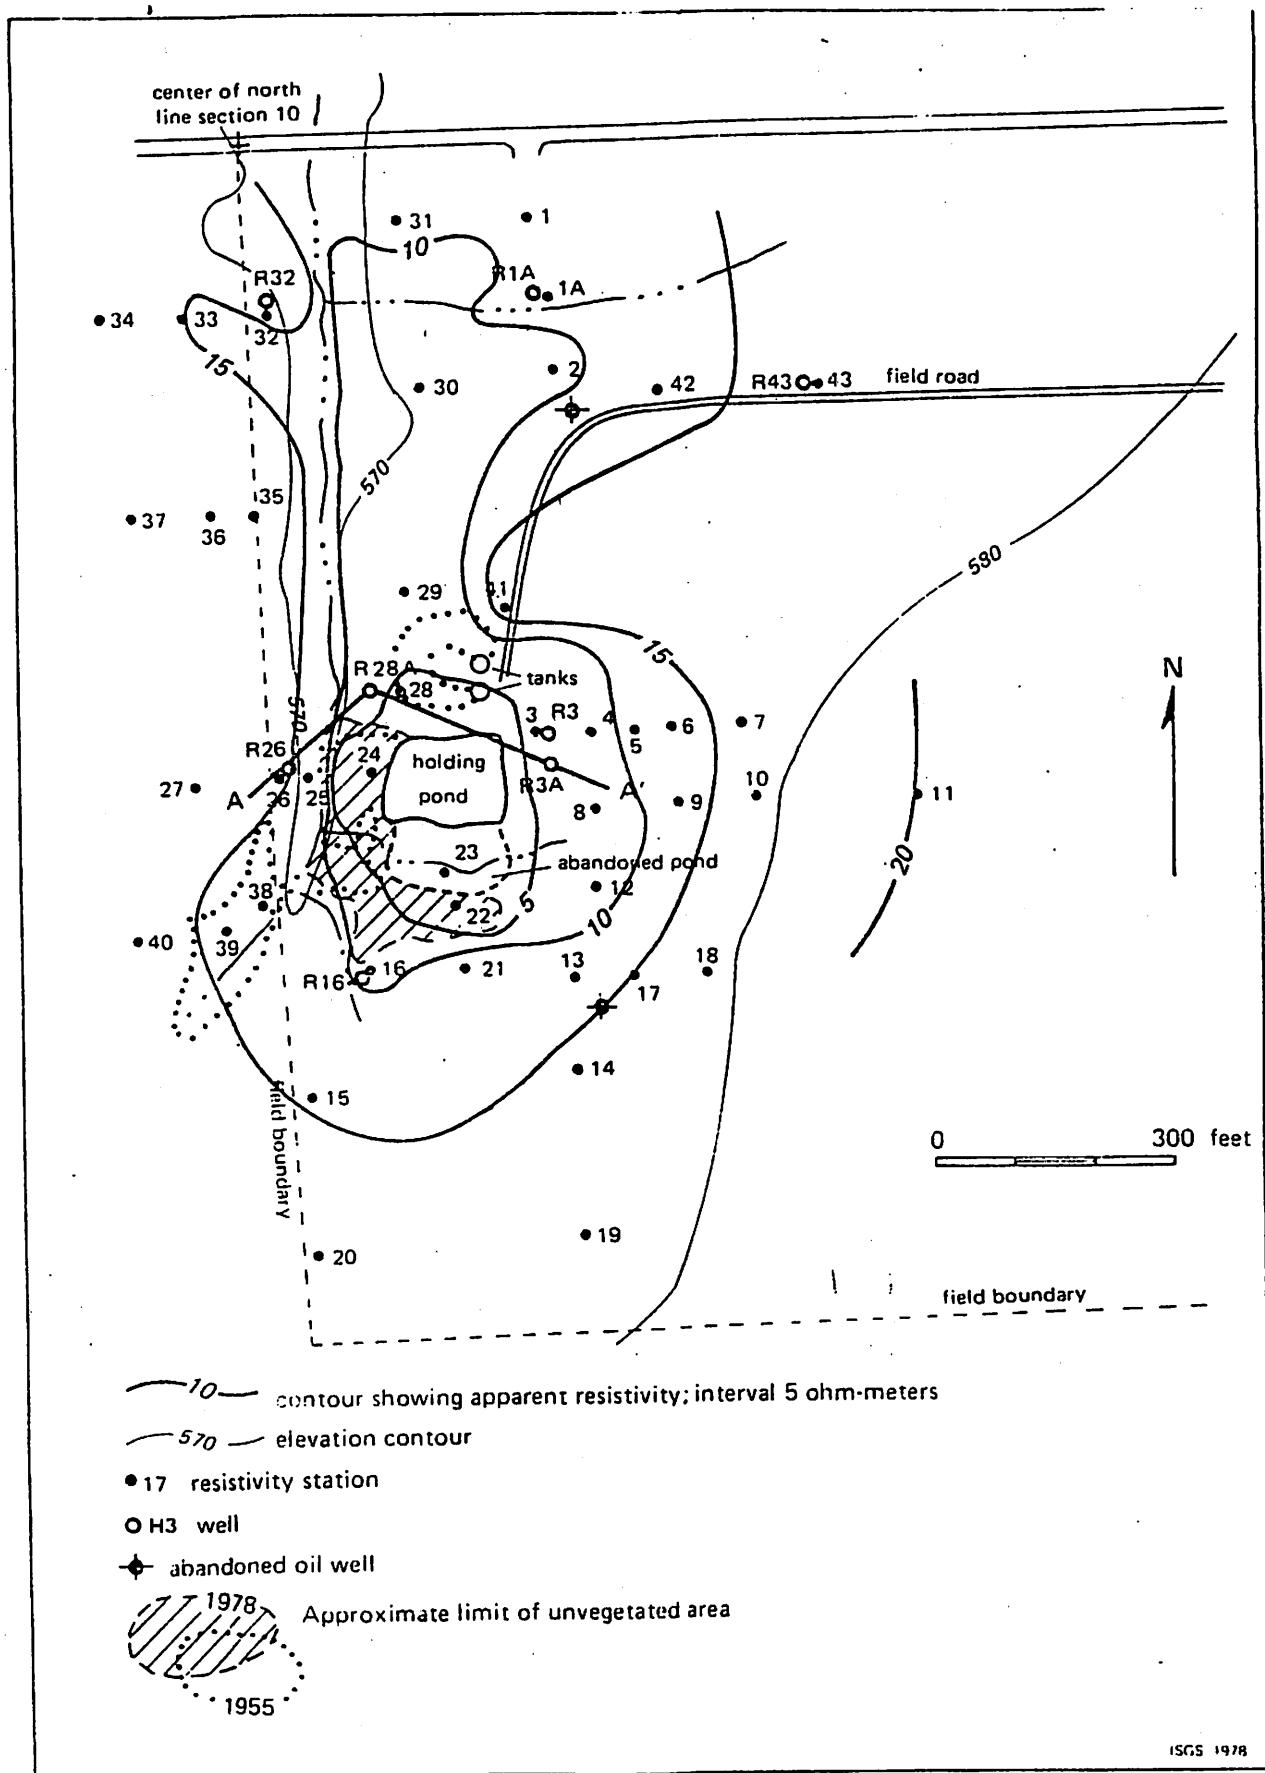 center of north
line section 10
31
1
10
R32
R1A
1A
34
33
32
15
2
30
42
R43
43
field road
570
35
37
36
580
29
41
15
R28A
28
tanks
N
3
R3
4
5
6
7
570
R26
24
holding
pond
R3A
A'
10
11
27
A
26
25
8
9
23
abandoned pond
20
38
12
22
5
10
40
39
R16
16
21
13
17
18
14
15
field boundary
0
300 feet
19
20
field boundary
10 contour showing apparent resistivity; interval 5 ohm-meters
570 elevation contour
17 resistivity station
H3 well
abandoned oil well
1978
Approximate limit of unvegetated area
1955
ISGS 1978